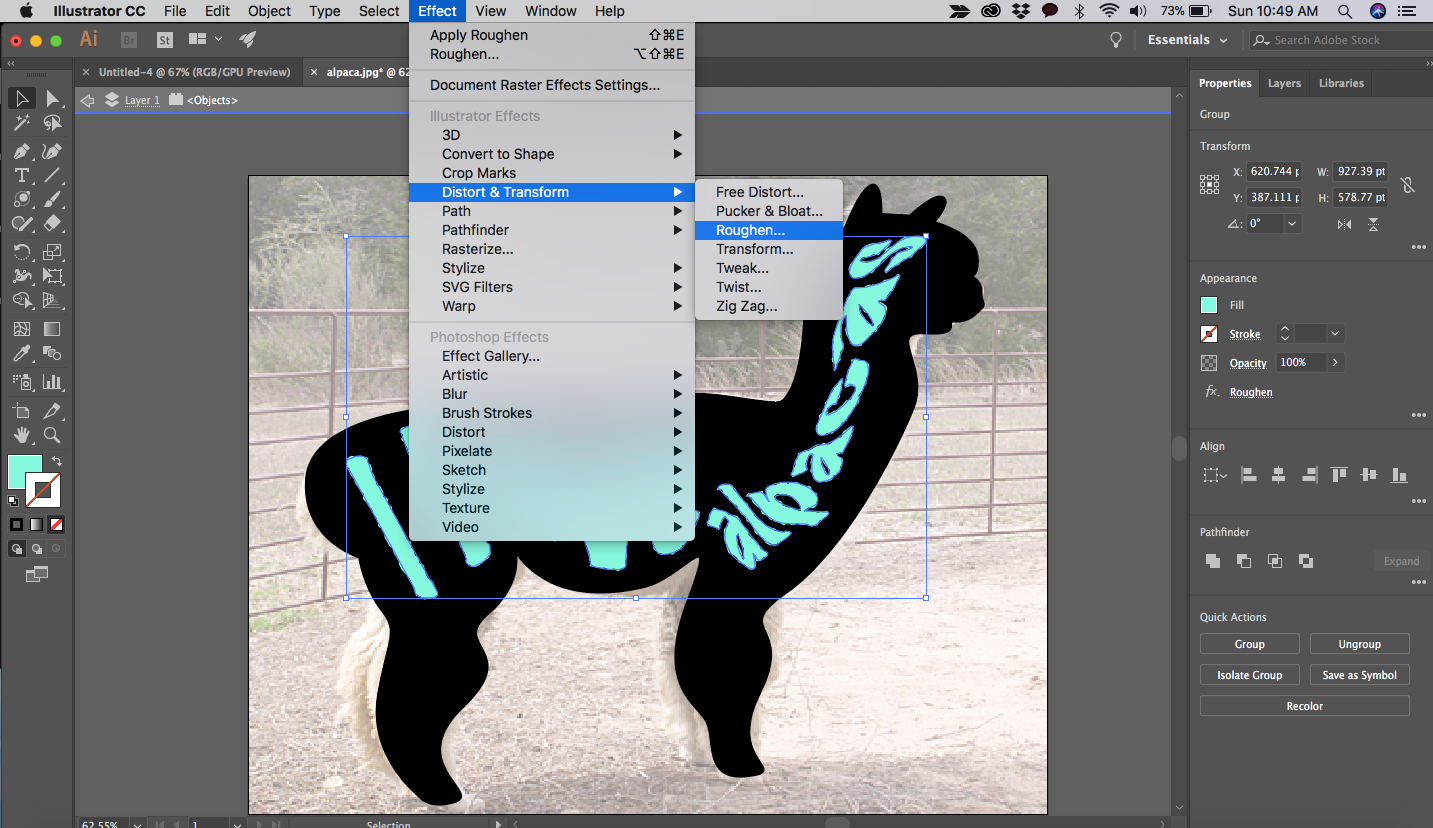 Illustrator CC File Edit Object Type Select Effect View Window Help 73% Sun 10:49 AM
Ai Br St Essentials Search Adobe Stock
× Untitled-4 @ 67% (RGB/GPU Preview) × alpaca.jpg* @ 62
Layer 1 <Objects>
Apply Roughen ⇧⌘E
Roughen... ⌥⇧⌘E
Document Raster Effects Settings...
Illustrator Effects
3D
Convert to Shape
Crop Marks
Distort & Transform
Path
Pathfinder
Rasterize...
Stylize
SVG Filters
Warp
Photoshop Effects
Effect Gallery...
Artistic
Blur
Brush Strokes
Distort
Pixelate
Sketch
Stylize
Texture
Video
Free Distort...
Pucker & Bloat...
Roughen...
Transform...
Tweak...
Twist...
Zig Zag...
alpacas
Properties Layers Libraries
Group
Transform
X: 620.744 p W: 927.39 pt
Y: 387.111 p H: 578.77 pt
0°
Appearance
Fill
Stroke
Opacity 100%
fx. Roughen
Align
Pathfinder
Expand
Quick Actions
Group Ungroup
Isolate Group Save as Symbol
Recolor
62.55% 1 Selection